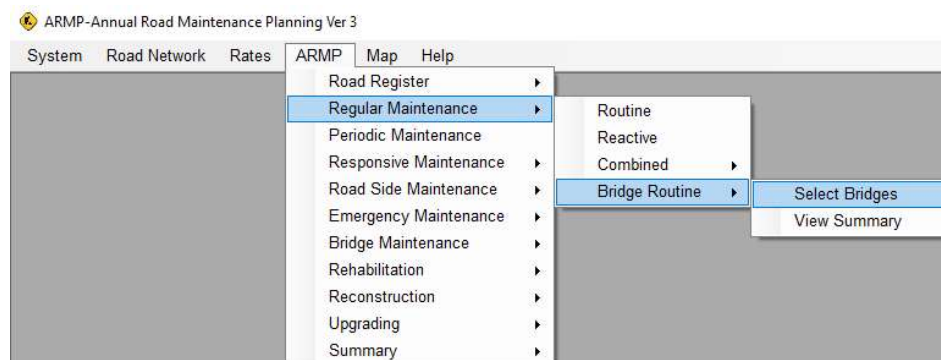 ARMP-Annual Road Maintenance Planning Ver 3
System Road Network Rates ARMP Map Help
Road Register
Regular Maintenance
Periodic Maintenance
Responsive Maintenance
Road Side Maintenance
Emergency Maintenance
Bridge Maintenance
Rehabilitation
Reconstruction
Upgrading
Summary
Routine
Reactive
Combined
Bridge Routine
Select Bridges
View Summary